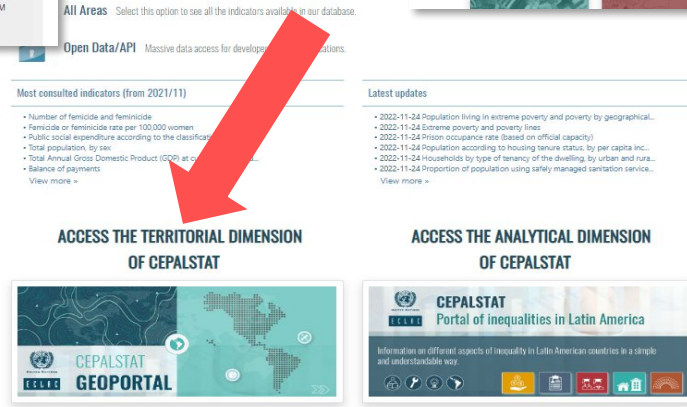 M
All Areas Select this option to see all the indicators available in our database.
Open Data/API Massive data access for
Most consulted indicators (from 2021/11)
• Number of femicide and feminicide
• Femicide or feminicide rate per 100,000 women
• Public social expenditure according to the
• Total population, by sex
• Total Annual Gross Domestic Product (GDP) at
• Balance of payments
View more »
Latest updates
• 2022-11-24 Population living in extreme poverty and poverty by geographical...
• 2022-11-24 Extreme poverty and poverty lines
• 2022-11-24 Prison occupance rate (based on official capacity)
• 2022-11-24 Population according to housing tenure status, by per capita inc...
• 2022-11-24 Households by type of tenancy of the dwelling, by urban and rura...
• 2022-11-24 Proportion of population using safely managed sanitation service...
View more »
ACCESS THE TERRITORIAL DIMENSION
OF CEPALSTAT
UNITED NATIONS
ECLAC
CEPALSTAT
GEOPORTAL
ACCESS THE ANALYTICAL DIMENSION
OF CEPALSTAT
UNITED NATIONS
ECLAC
CEPALSTAT
Portal of inequalities in Latin America
Information on different aspects of inequality in Latin American countries in a simple
and understandable way.